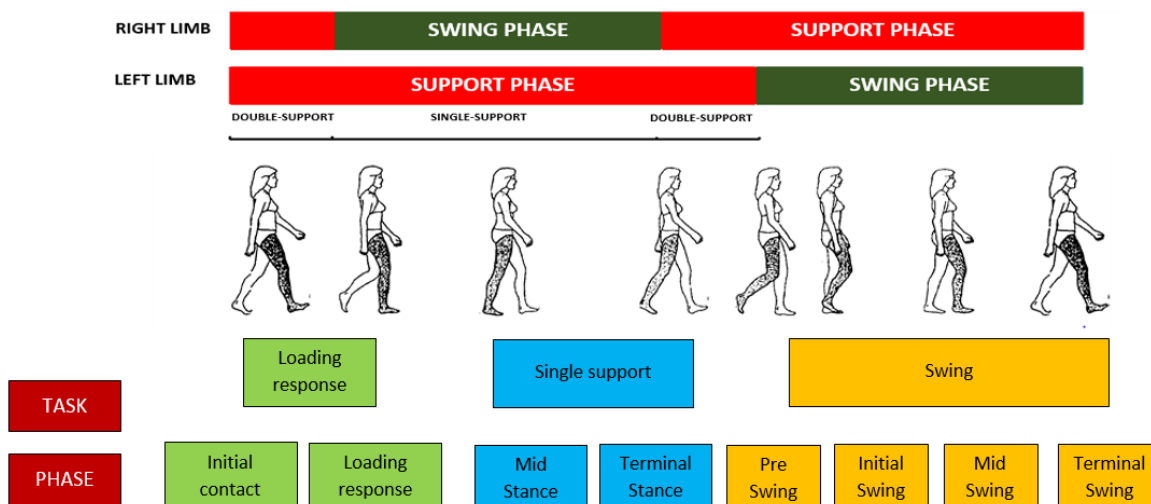 RIGHT LIMB
SWING PHASE
SUPPORT PHASE
LEFT LIMB
SUPPORT PHASE
SWING PHASE
DOUBLE-SUPPORT
SINGLE-SUPPORT
DOUBLE-SUPPORT
TASK
Loading
response
Single support
Swing
PHASE
Initial
contact
Loading
response
Mid
Stance
Terminal
Stance
Pre
Swing
Initial
Swing
Mid
Swing
Terminal
Swing